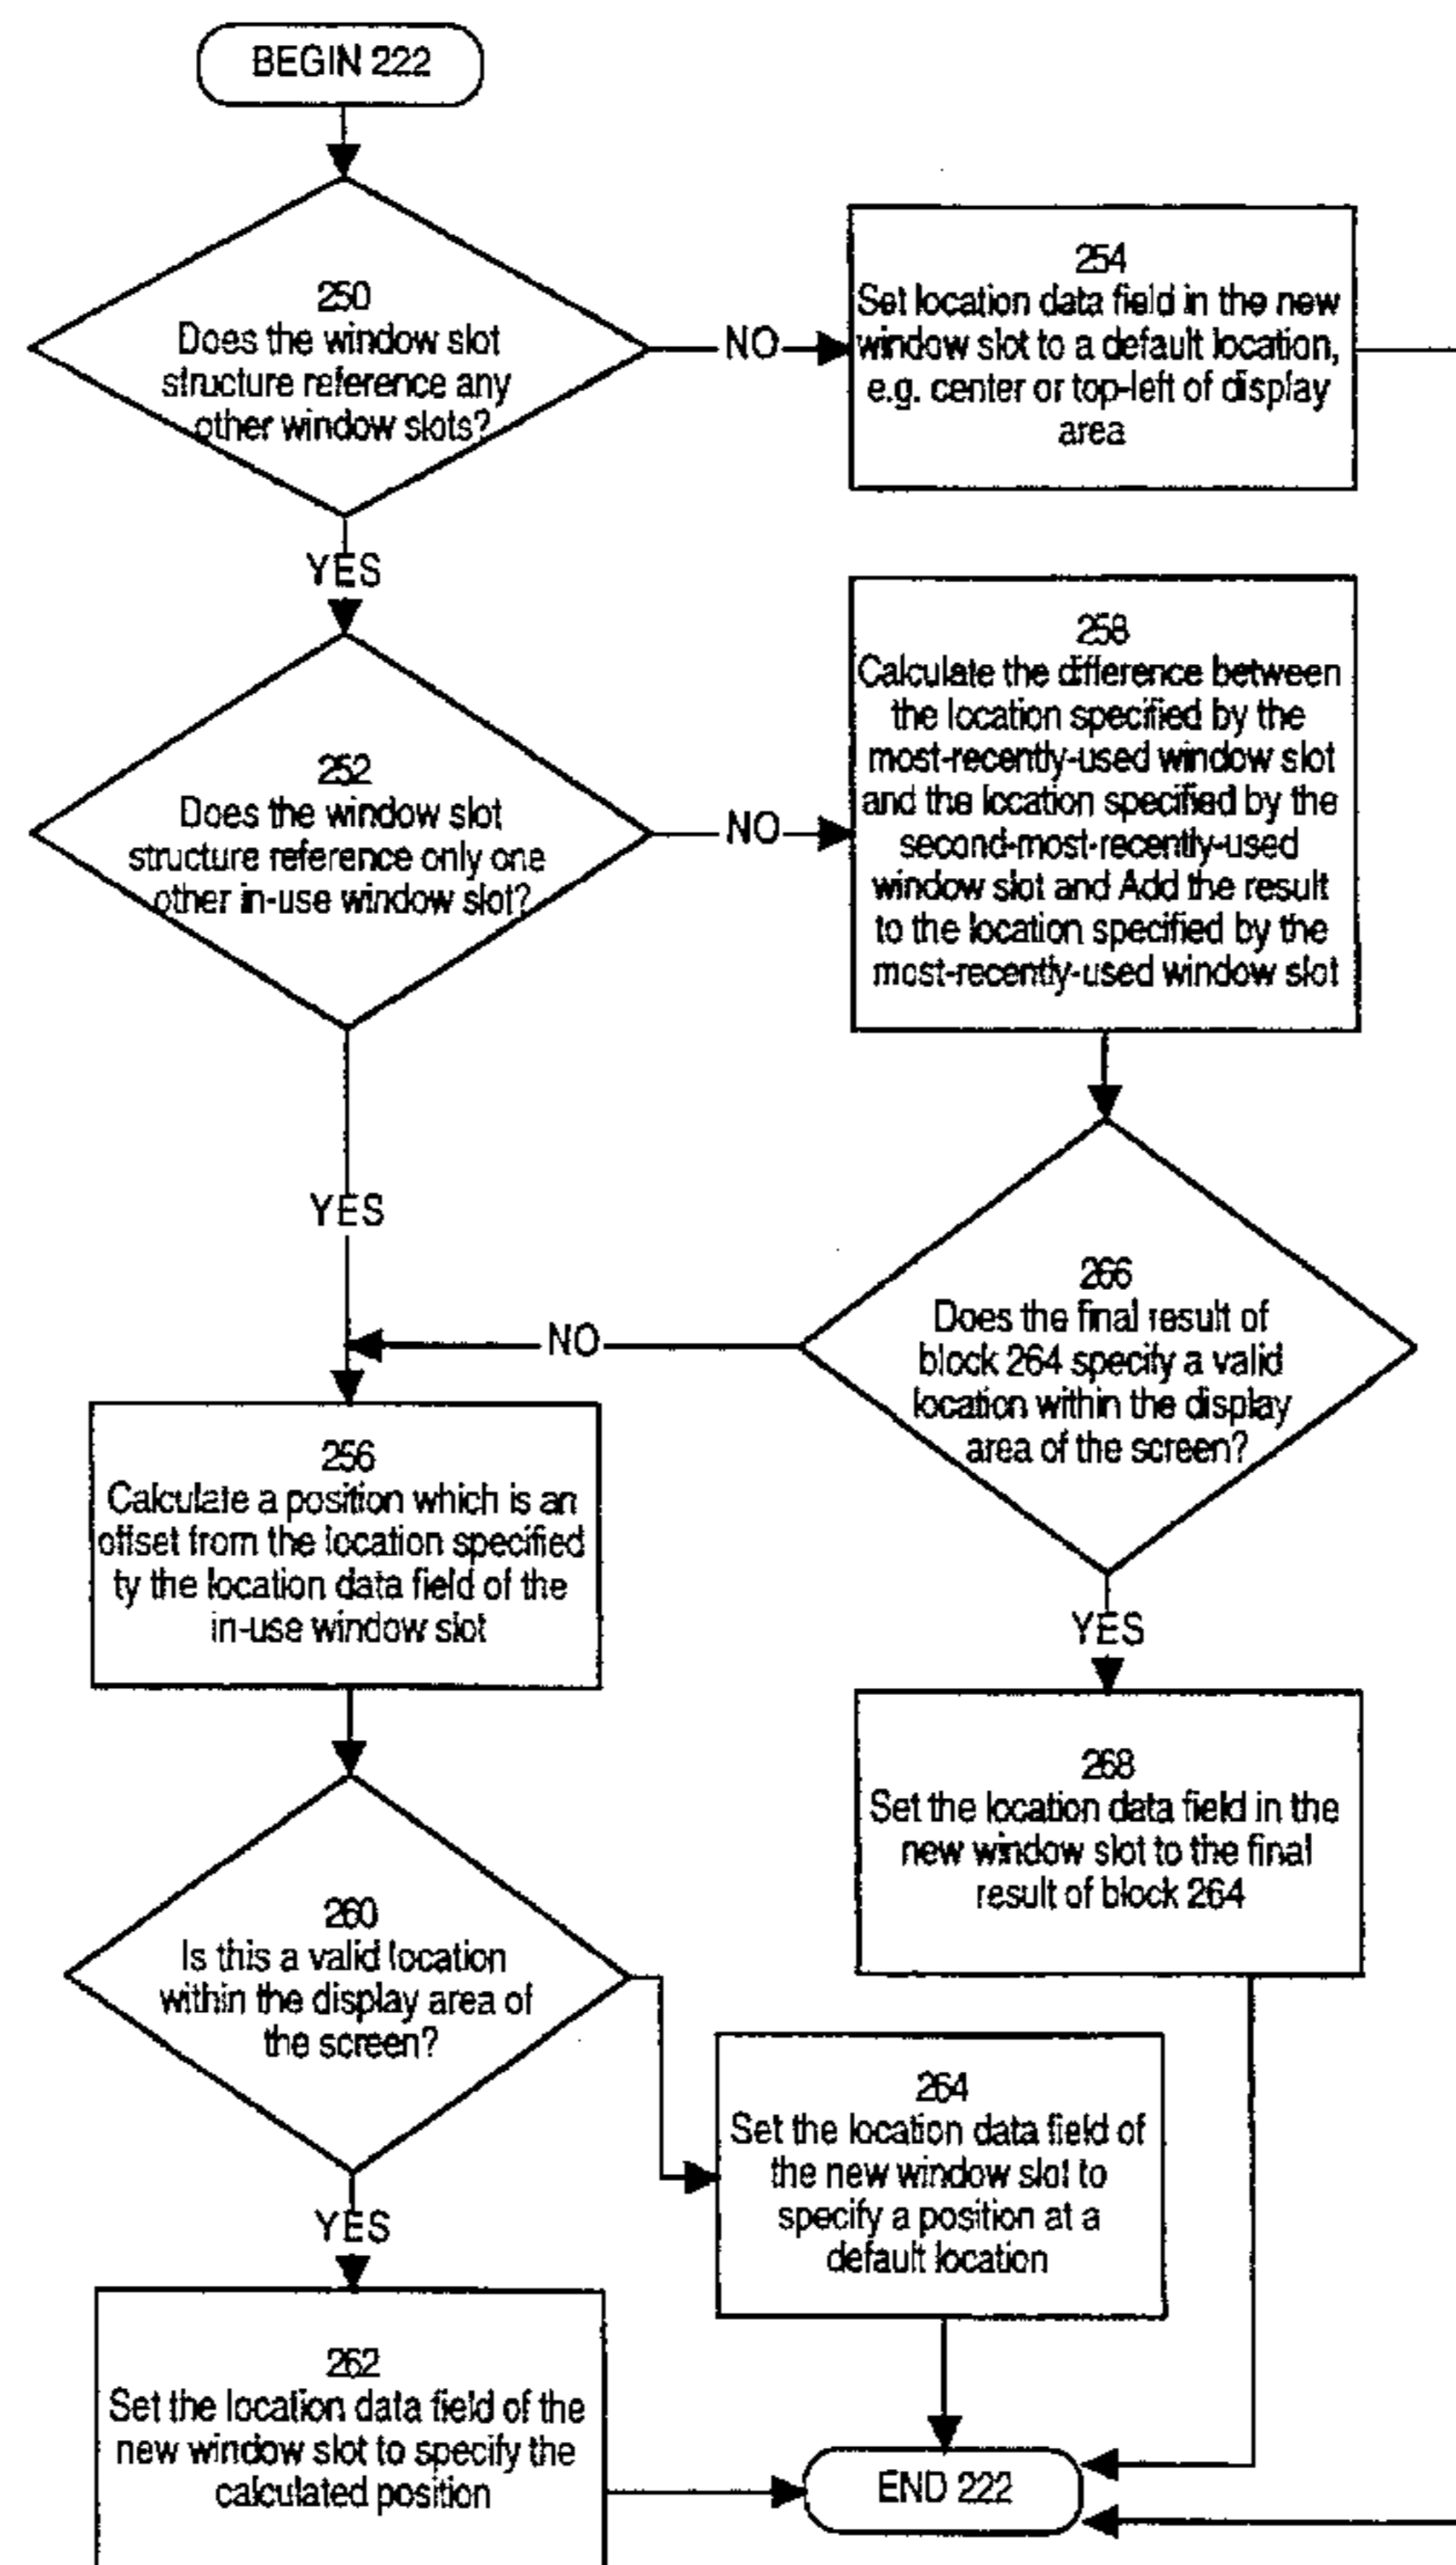 BEGIN 222
250
Does the window slot
structure reference any
other window slots?
NO
254
Set location data field in the new
window slot to a default location,
e.g. center or top-left of display
area
YES
252
Does the window slot
structure reference only one
other in-use window slot?
NO
258
Calculate the difference between
the location specified by the
most-recently-used window slot
and the location specified by the
second-most-recently-used
window slot and Add the result
to the location specified by the
most-recently-used window slot
YES
266
Does the final result of
block 264 specify a valid
location within the display
area of the screen?
NO
256
Calculate a position which is an
offset from the location specified
ty the location data field of the
in-use window slot
YES
268
Set the location data field in the
new window slot to the final
result of block 264
260
Is this a valid location
within the display area of
the screen?
264
Set the location data field of
the new window slot to
specify a position at a
default location
YES
262
Set the location data field of the
new window slot to specify the
calculated position
END 222